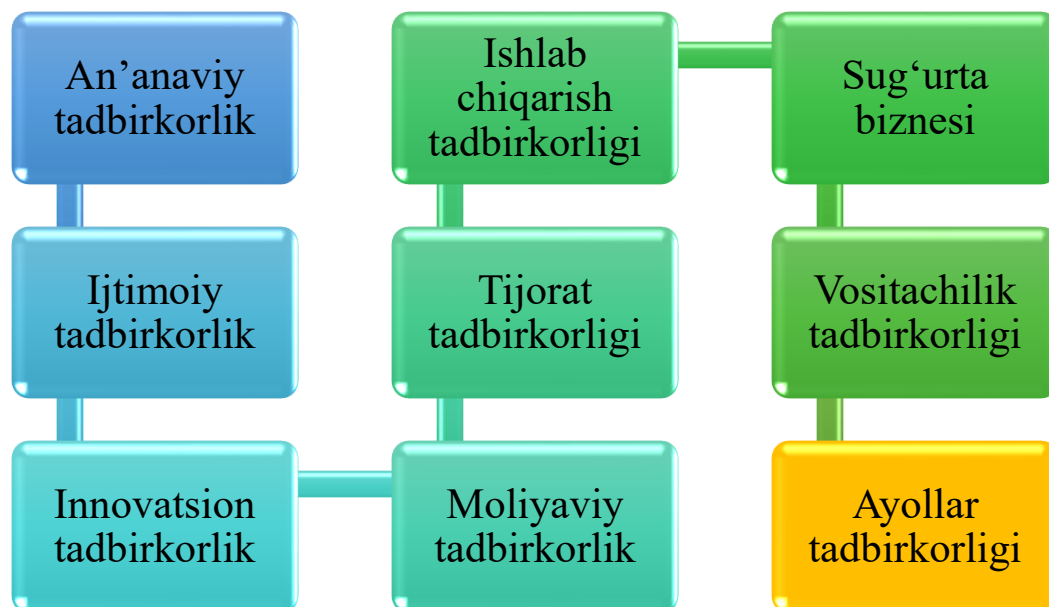 An’anaviy
tadbirkorlik
Ijtimoiy
tadbirkorlik
Innovatsion
tadbirkorlik
Moliyaviy
tadbirkorlik
Tijorat
tadbirkorligi
Ishlab
chiqarish
tadbirkorligi
Sug‘urta
biznesi
Vositachilik
tadbirkorligi
Ayollar
tadbirkorligi